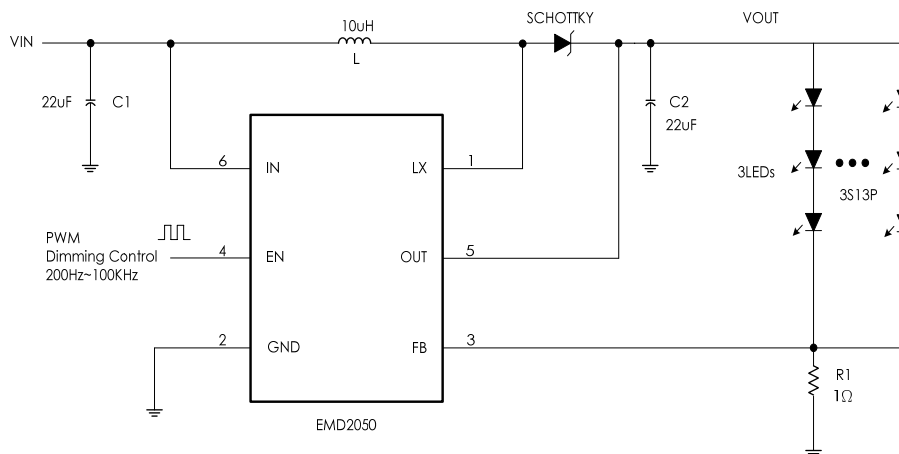 10uH
SCHOTTKY
VOUT
VIN
L
22uF
C1
C2
22uF
6
IN
LX
1
3LEDs
3S13P
PWM
Dimming Control
200Hz~100KHz
4
EN
OUT
5
2
GND
FB
3
R1
1Ω
EMD2050